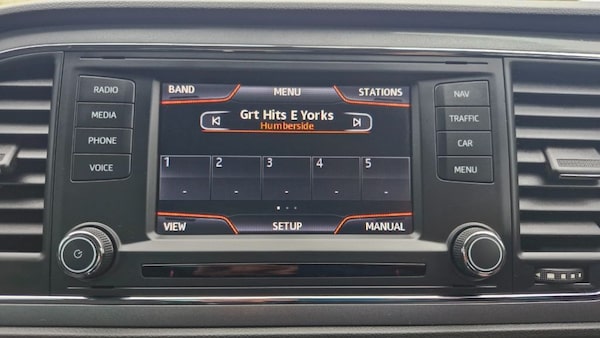 RADIO
MEDIA
PHONE
VOICE
BAND MENU STATIONS
Grt Hits E Yorks
Humberside
1 2 3 4 5
- - - - -
VIEW SETUP MANUAL
NAV
TRAFFIC
CAR
MENU